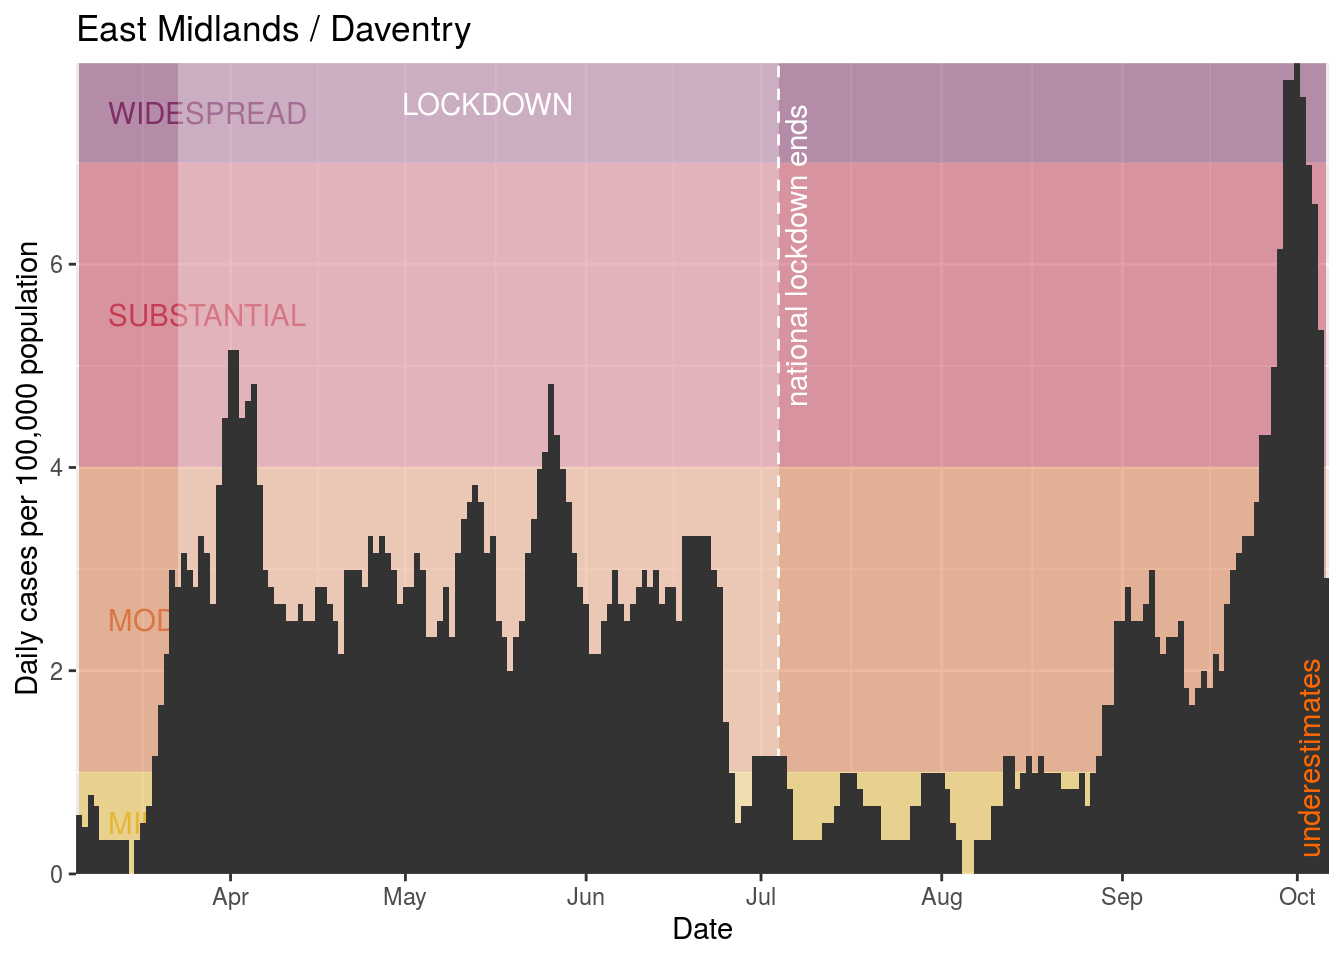 East Midlands / Daventry
WIDESPREAD
LOCKDOWN
national lockdown ends
SUBSTANTIAL
MOD
MI
underestimates
Daily cases per 100,000 population
6
4
2
0
Apr
May
Jun
Jul
Aug
Sep
Oct
Date